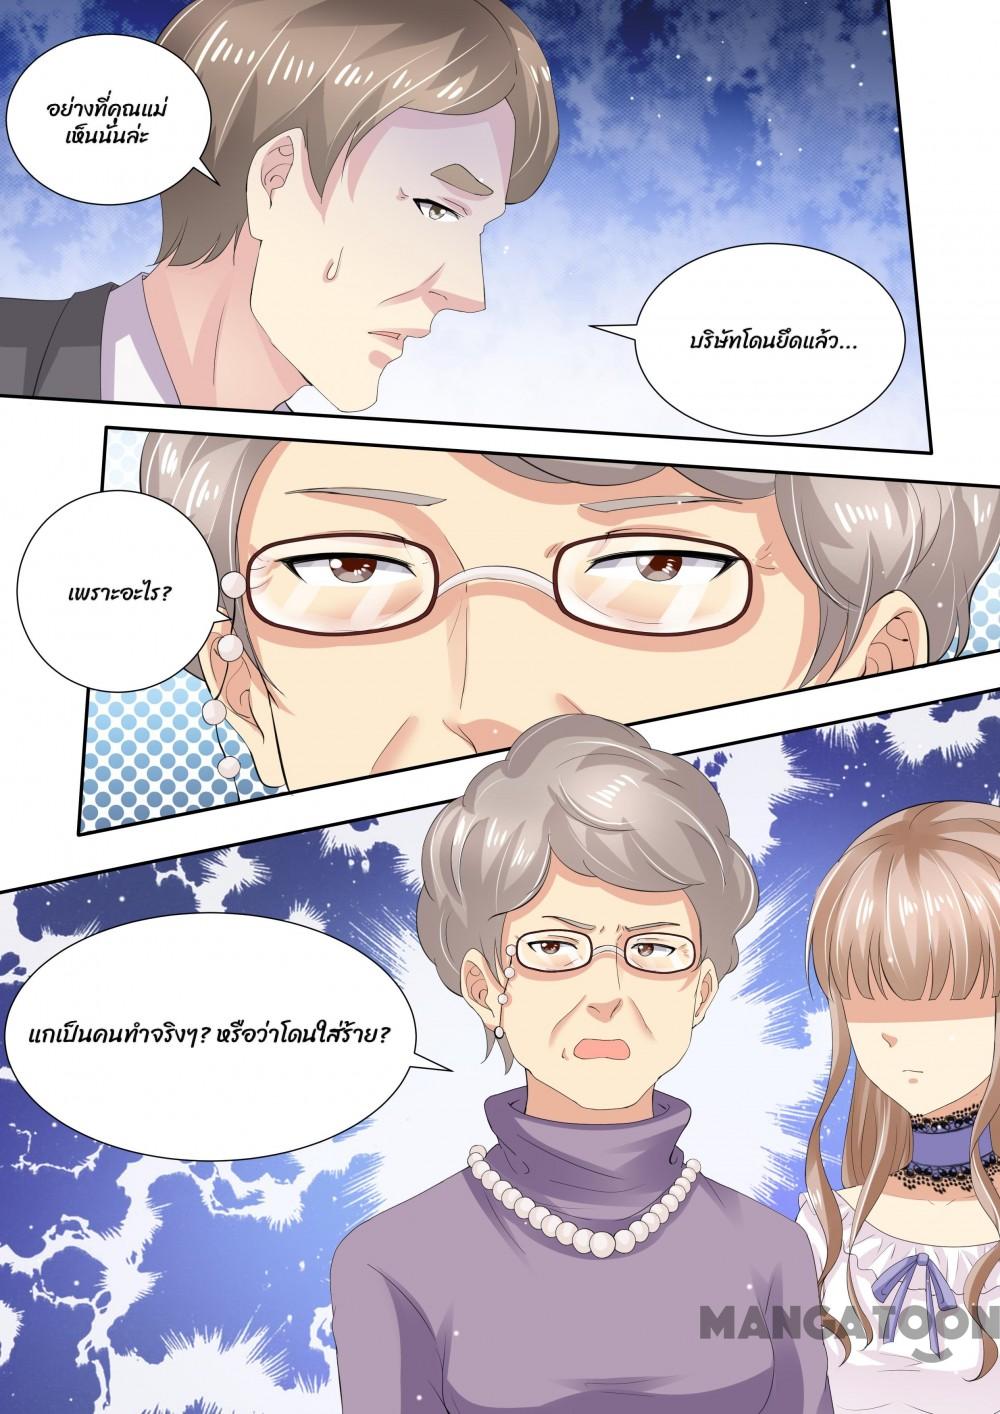 อย่างที่คุณแม่
เห็นนั่นล่ะ
บริษัทโดนยึดแล้ว...
เพราะอะไร?
แกเป็นคนทำจริงๆ? หรือว่าโดนใส่ร้าย?
MANGATOON